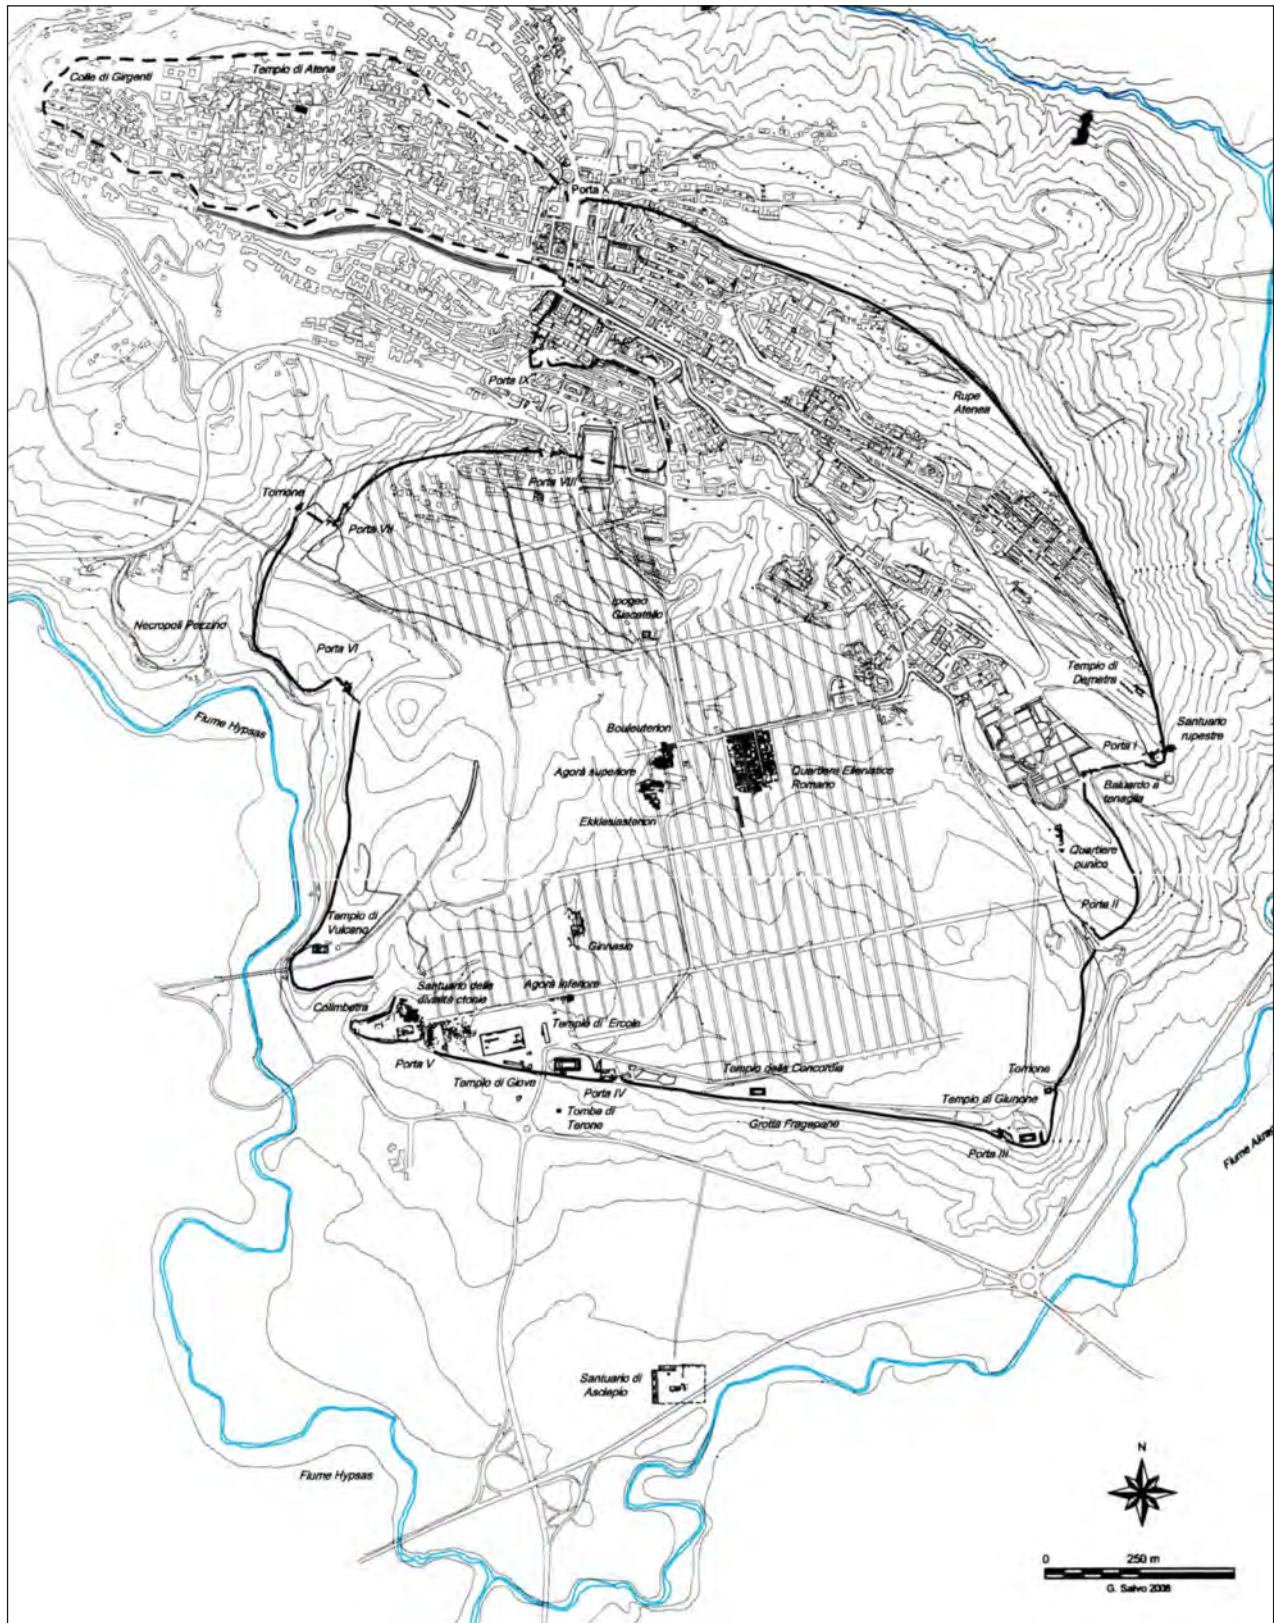 Colle di Girgenti
Tempio di Atena
Porta X
Porta IX
Rupe
Atenea
Porta VIII
Torrione
Porta VII
Ipogeo
Giacatello
Necropoli Pezzino
Porta VI
Tempio di
Demetra
Fiume Hypsas
Santuario
rupestre
Bouleuterion
Porta I
Agorà superiore
Quartiere Ellenistico
Romano
Baluardo a
tenaglia
Ekklesiasterion
Quartiere
punico
Porta II
Tempio di
Vulcano
Ginnasio
Santuario delle
divinità ctonie
Agorà inferiore
Colimbetra
Tempio di Ercole
Porta V
Tempio della Concordia
Torrione
Tempio di Giove
Porta IV
Tempio di Giunone
Tomba di
Terone
Grotta Fragapane
Porta III
Fiume
Santuario di
Asclepio
Fiume Hypsas
N
0 250 m
G. Salvo 2008